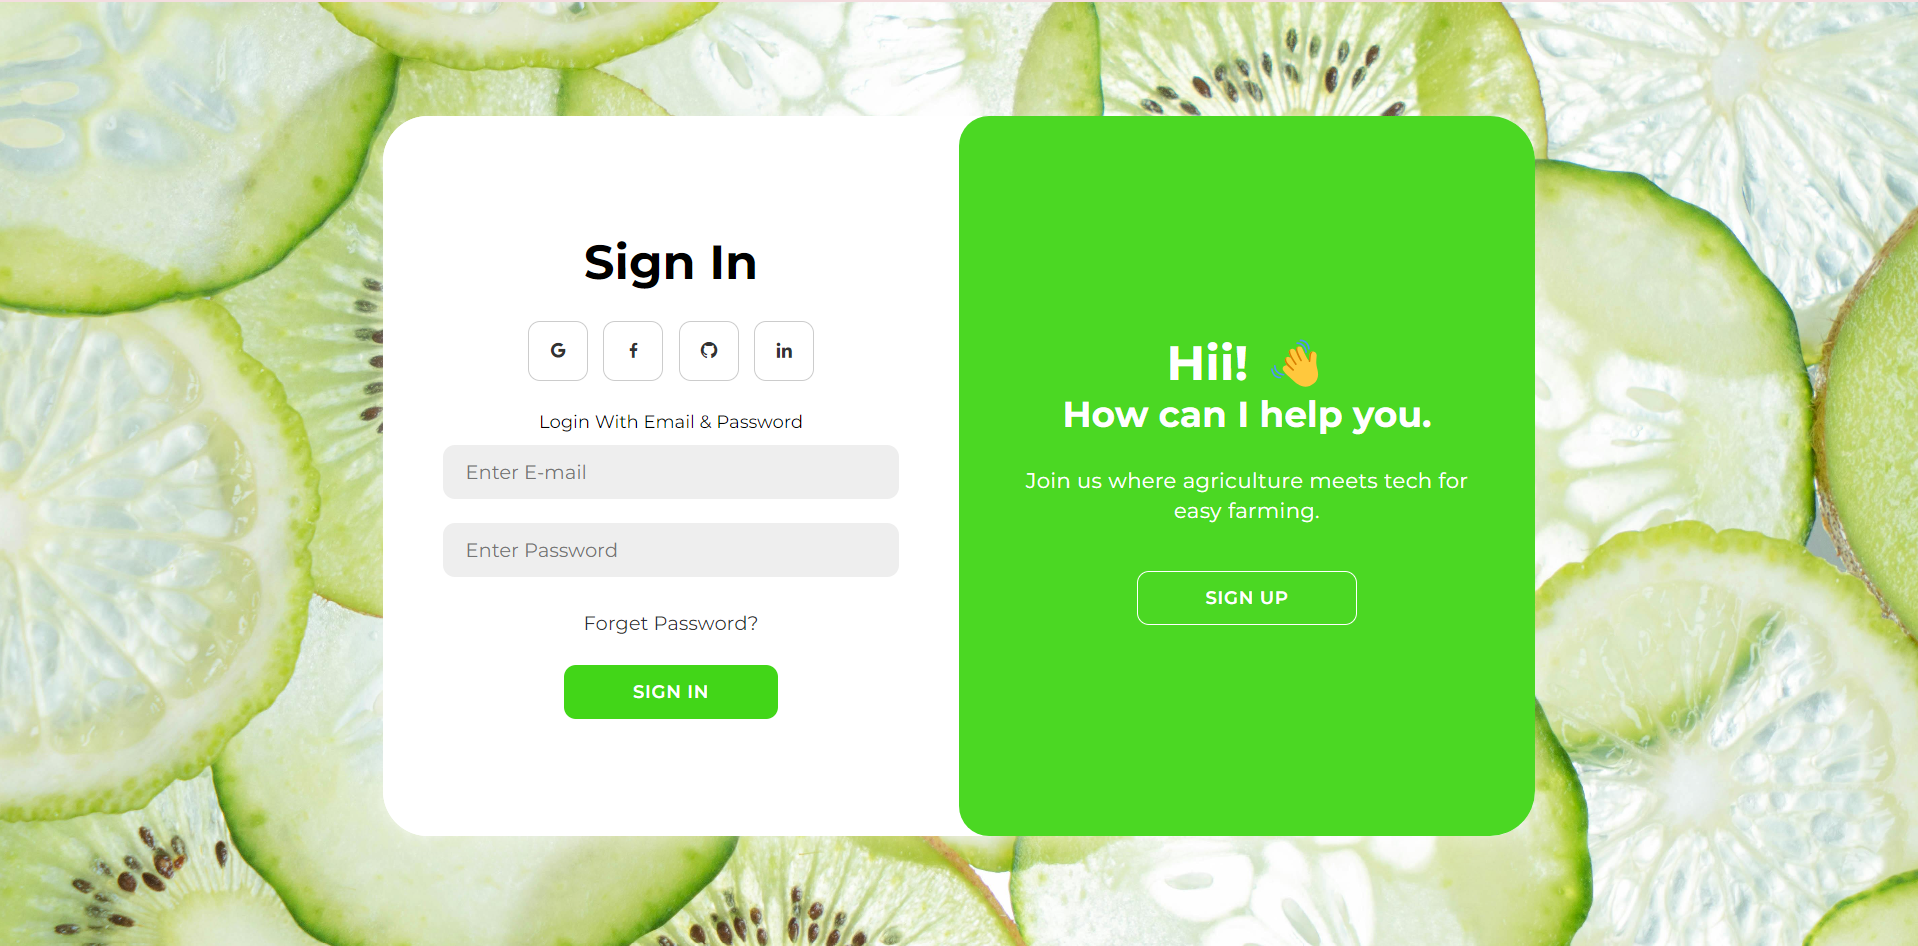 Sign In
G f in
Login With Email & Password
Enter E-mail
Enter Password
Forget Password?
SIGN IN
Hii! 👋
How can I help you.
Join us where agriculture meets tech for
easy farming.
SIGN UP